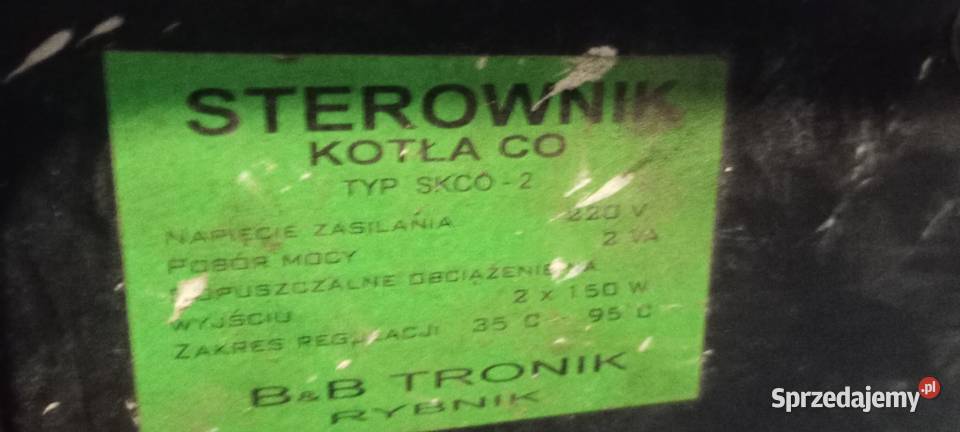 STEROWNIK
KOTŁA CO
TYP SKCO - 2
NAPIĘCIE ZASILANIA 220 V
POBÓR MOCY 2 VA
DOPUSZCZALNE OBCIĄŻENIE NA
WYJŚCIU 2 x 150 W
ZAKRES REGULACJI 35 C - 95 C
B&B TRONIK
RYBNIK
Sprzedajemy.pl